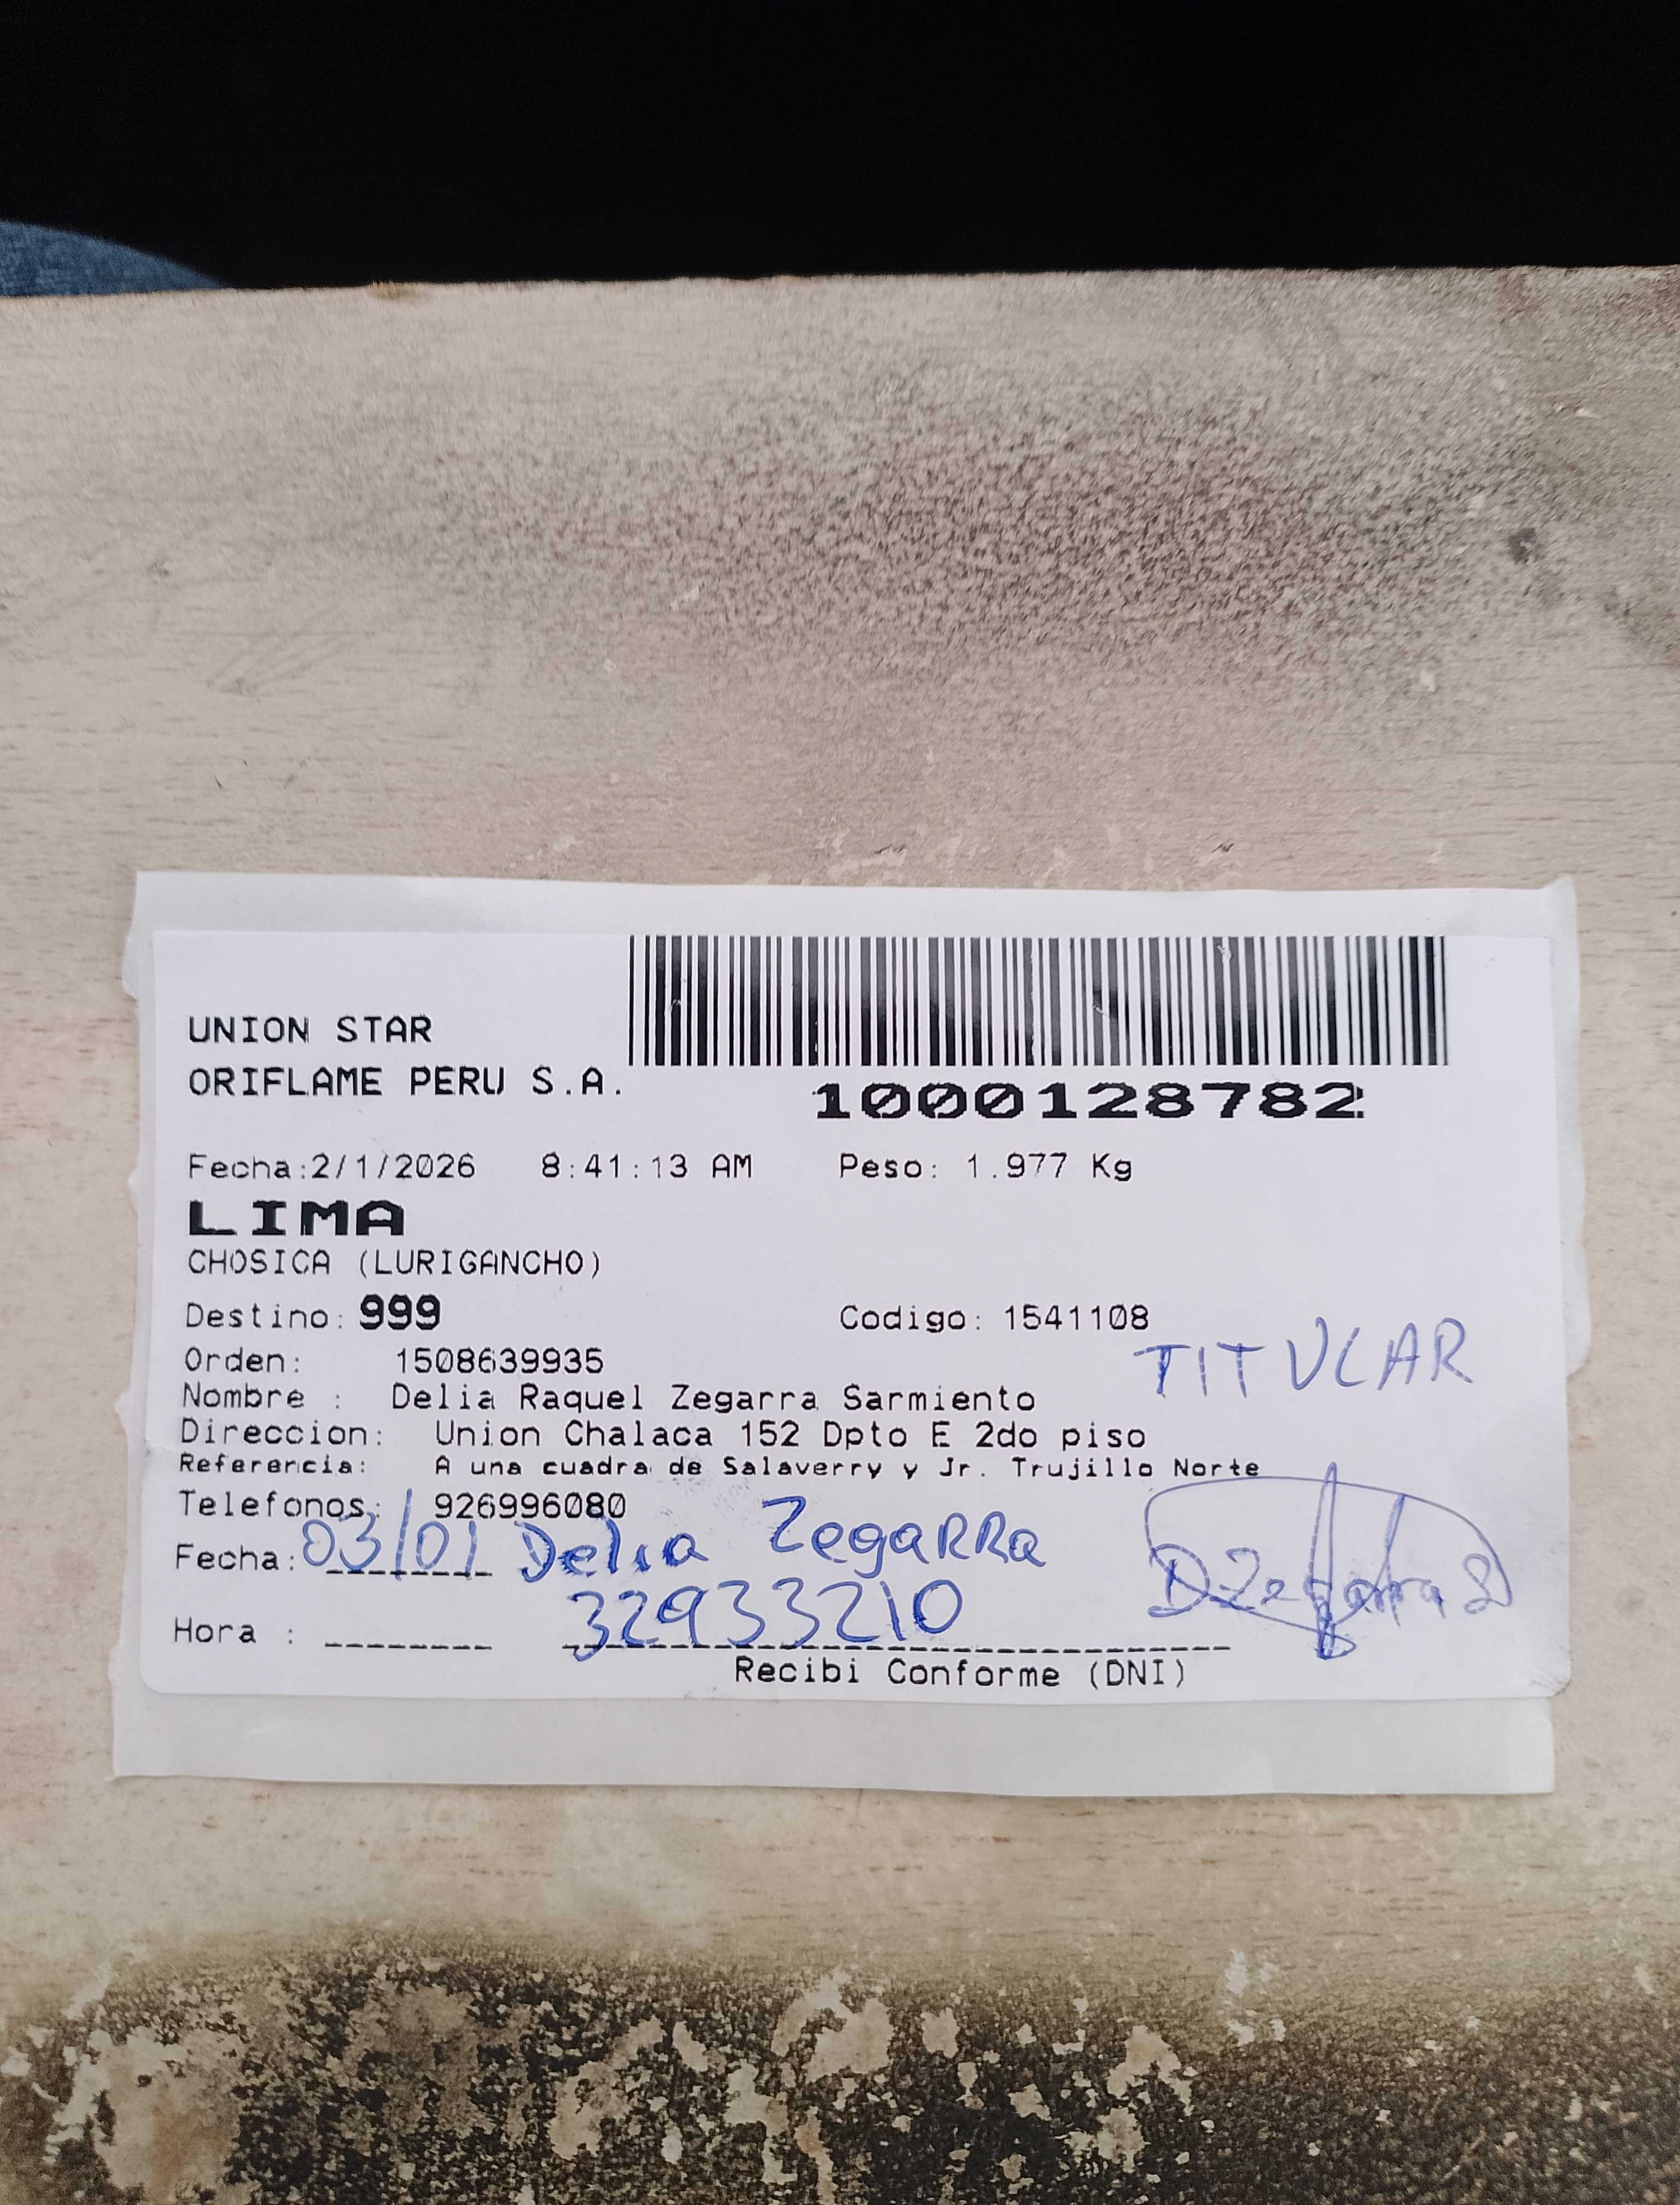 UNION STAR
ORIFLAME PERU S.A.
1000128782
Fecha:2/1/2026 8:41:13 AM Peso: 1.977 Kg
LIMA
CHOSICA (LURIGANCHO)
Destino: 999 Codigo: 1541108
TITULAR
Orden: 1508639935
Nombre : Delia Raquel Zegarra Sarmiento
Direccion: Union Chalaca 152 Dpto E 2do piso
Referencia: A una cuadra de Salaverry y Jr. Trujillo Norte
Telefonos: 926996080
Fecha: 03/01 Delia Zegarra
DZegarra S
32933210
Hora :
Recibi Conforme (DNI)